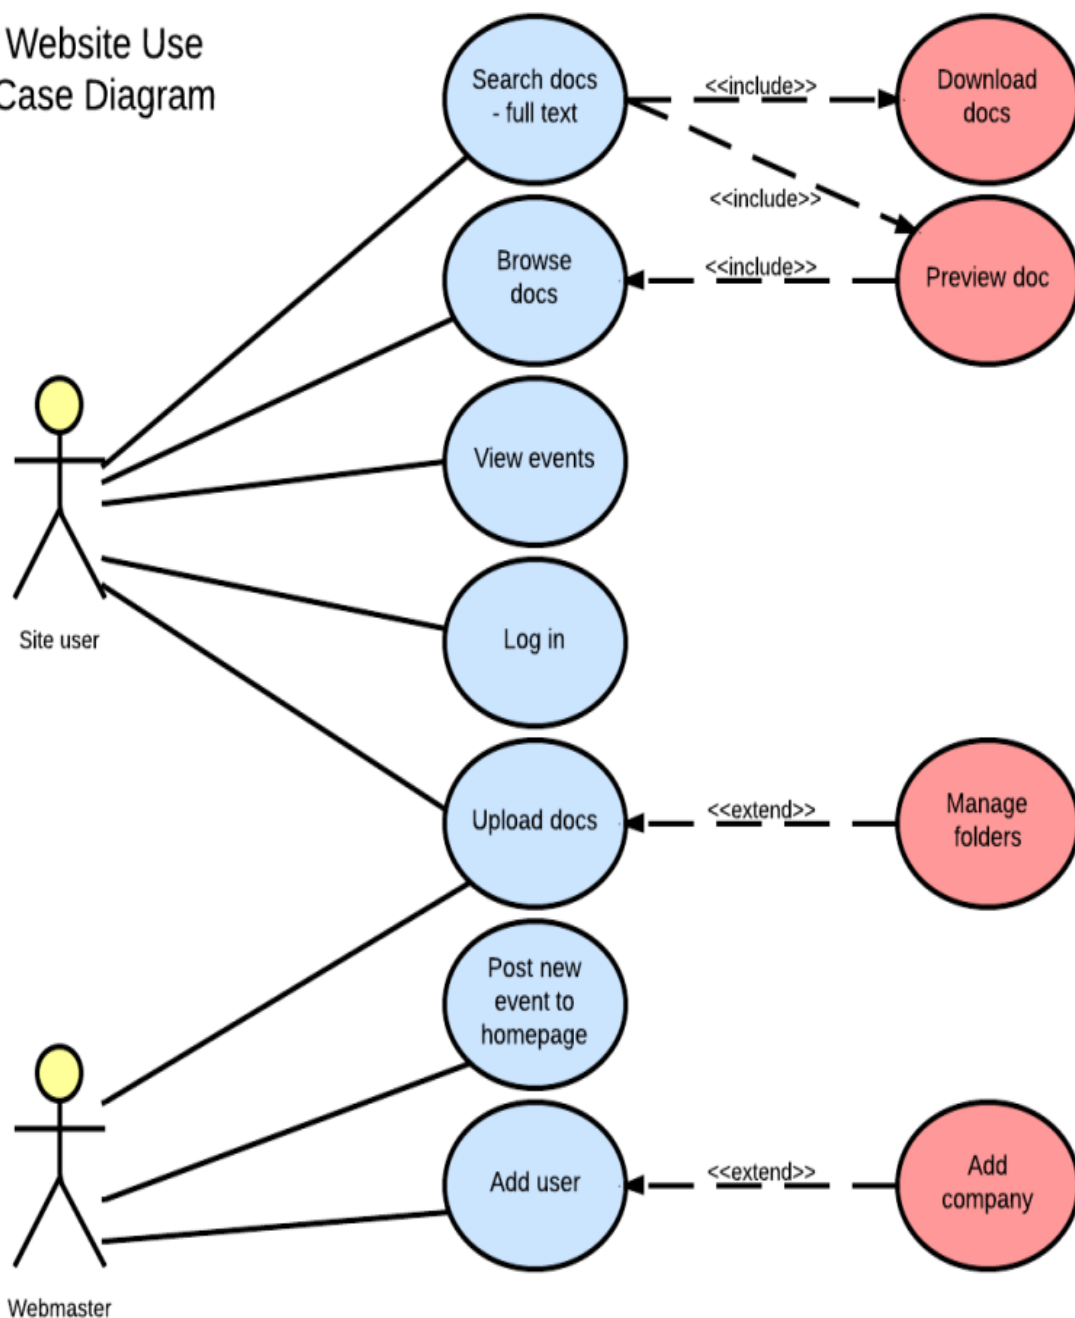 Website Use
Case Diagram
Search docs
- full text
<<include>>
Download
docs
<<include>>
Browse
docs
<<include>>
Preview doc
View events
Site user
Log in
Upload docs
<<extend>>
Manage
folders
Post new
event to
homepage
Add user
<<extend>>
Add
company
Webmaster